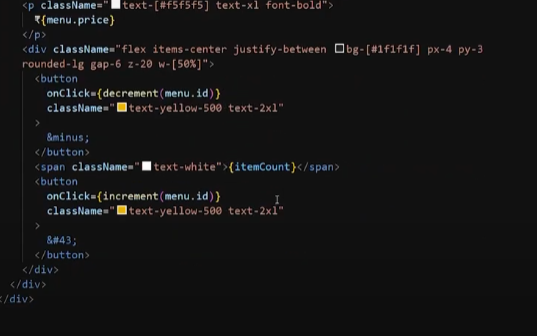 <p className="text-[#f5f5f5] text-xl font-bold">
₹{menu.price}
</p>
<div className="flex items-center justify-between bg-[#1f1f1f] px-4 py-3
rounded-lg gap-6 z-20 w-[50%]">
<button
onClick={decrement(menu.id)}
className="text-yellow-500 text-2xl"
>
&minus;
</button>
<span className="text-white">{itemCount}</span>
<button
onClick={increment(menu.id)}
className="text-yellow-500 text-2xl"
>
&#43;
</button>
</div>
</div>
</div>